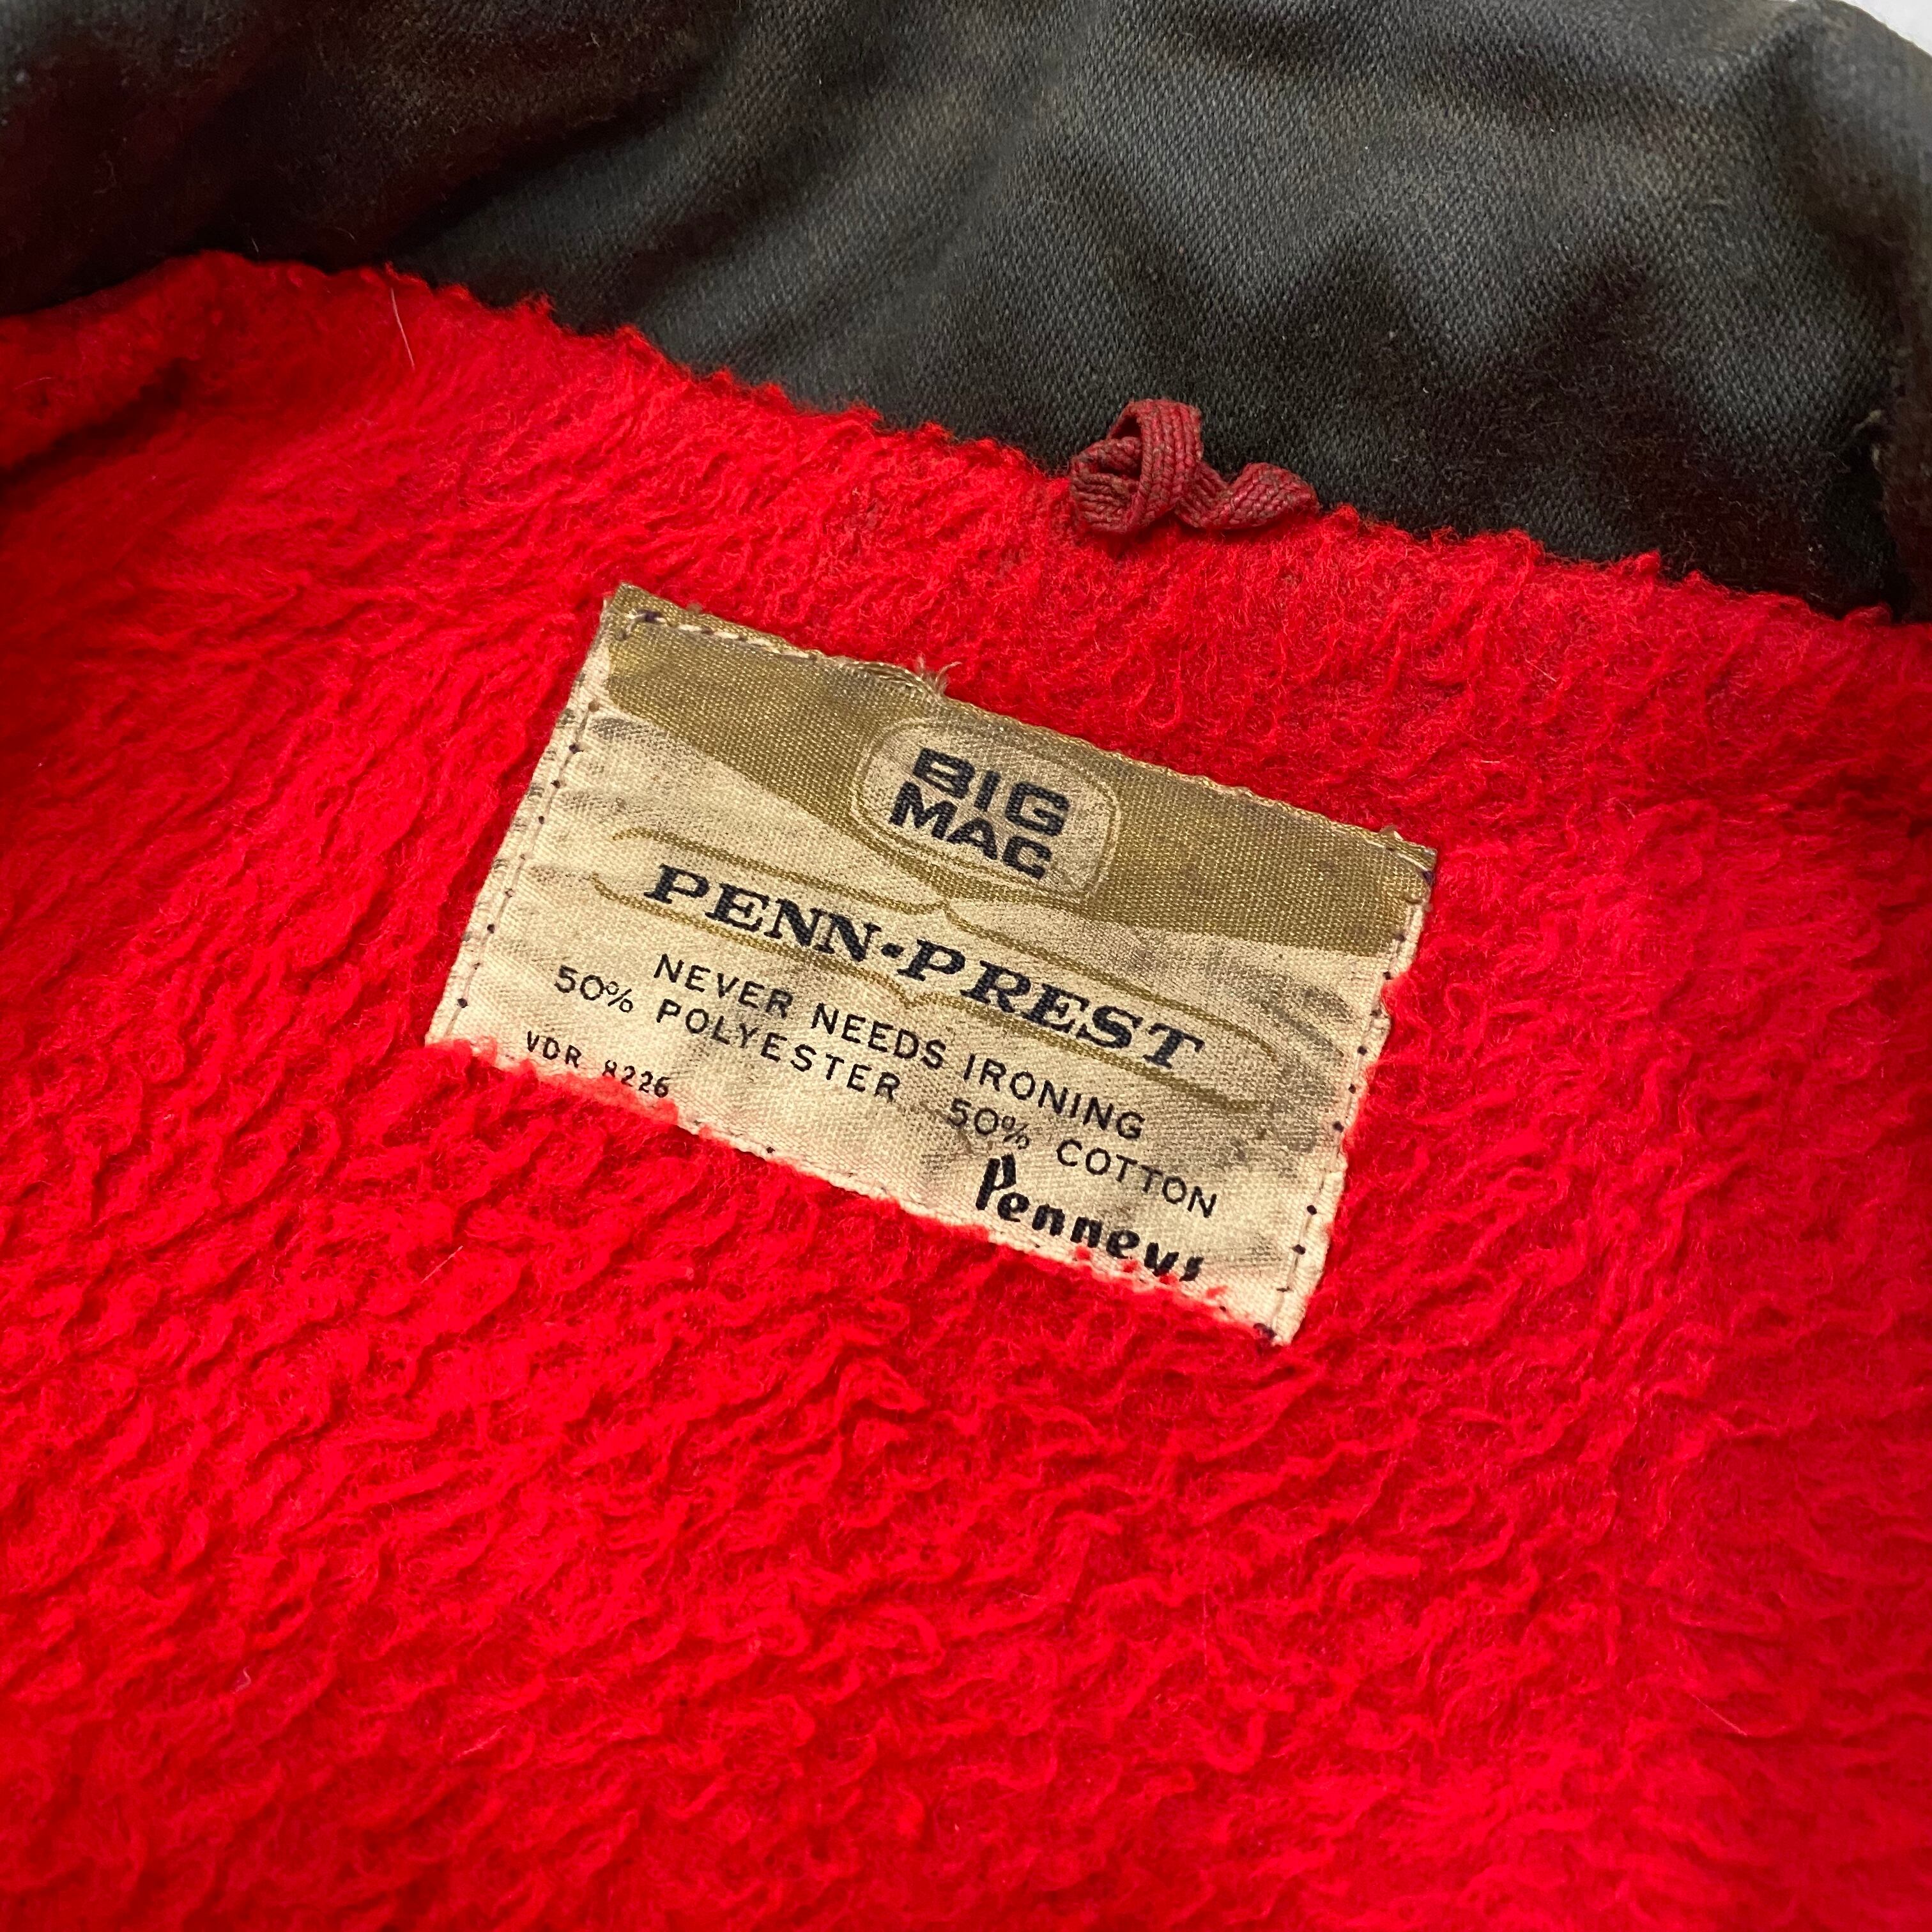 BIG
MAC
PENN-PREST
NEVER NEEDS IRONING
50% POLYESTER 50% COTTON
VDR 8226
Penneys